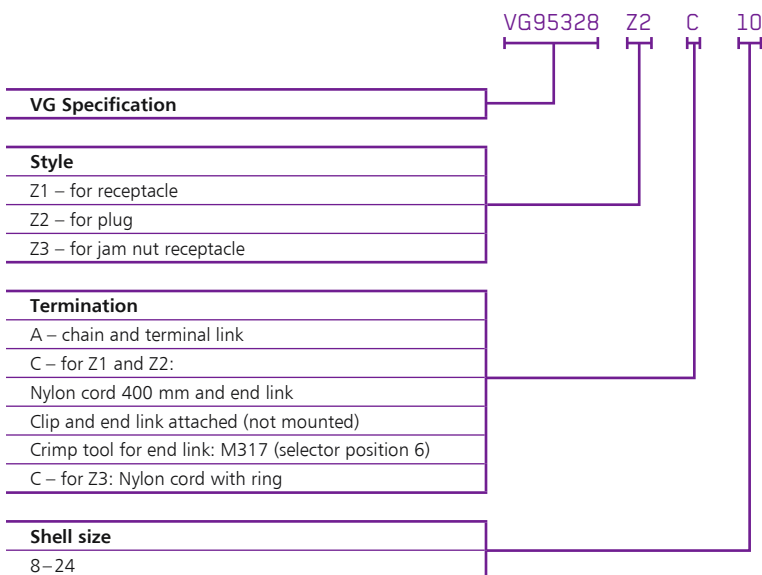 VG95328 Z2 C 10
VG Specification
Style
Z1 – for receptacle
Z2 – for plug
Z3 – for jam nut receptacle
Termination
A – chain and terminal link
C – for Z1 and Z2:
Nylon cord 400 mm and end link
Clip and end link attached (not mounted)
Crimp tool for end link: M317 (selector position 6)
C – for Z3: Nylon cord with ring
Shell size
8–24